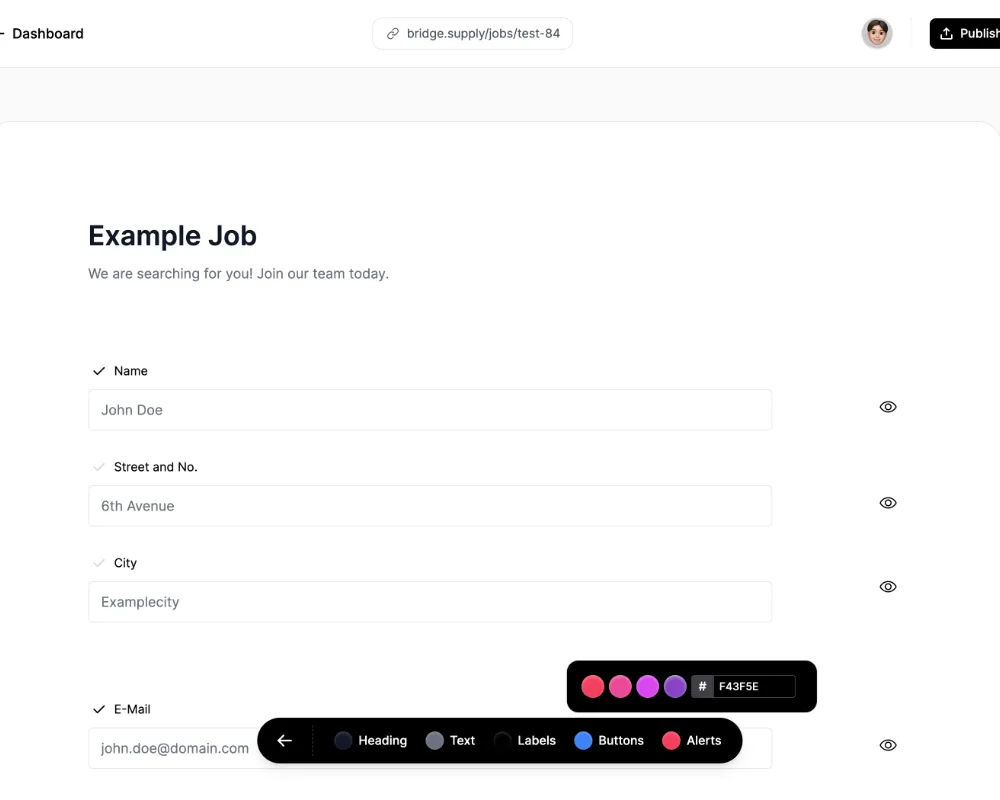 Dashboard
bridge.supply/jobs/test-84
Publish
Example Job
We are searching for you! Join our team today.
Name
John Doe
Street and No.
6th Avenue
City
Examplecity
# F43F5E
E-Mail
john.doe@domain.com
Heading Text Labels Buttons Alerts